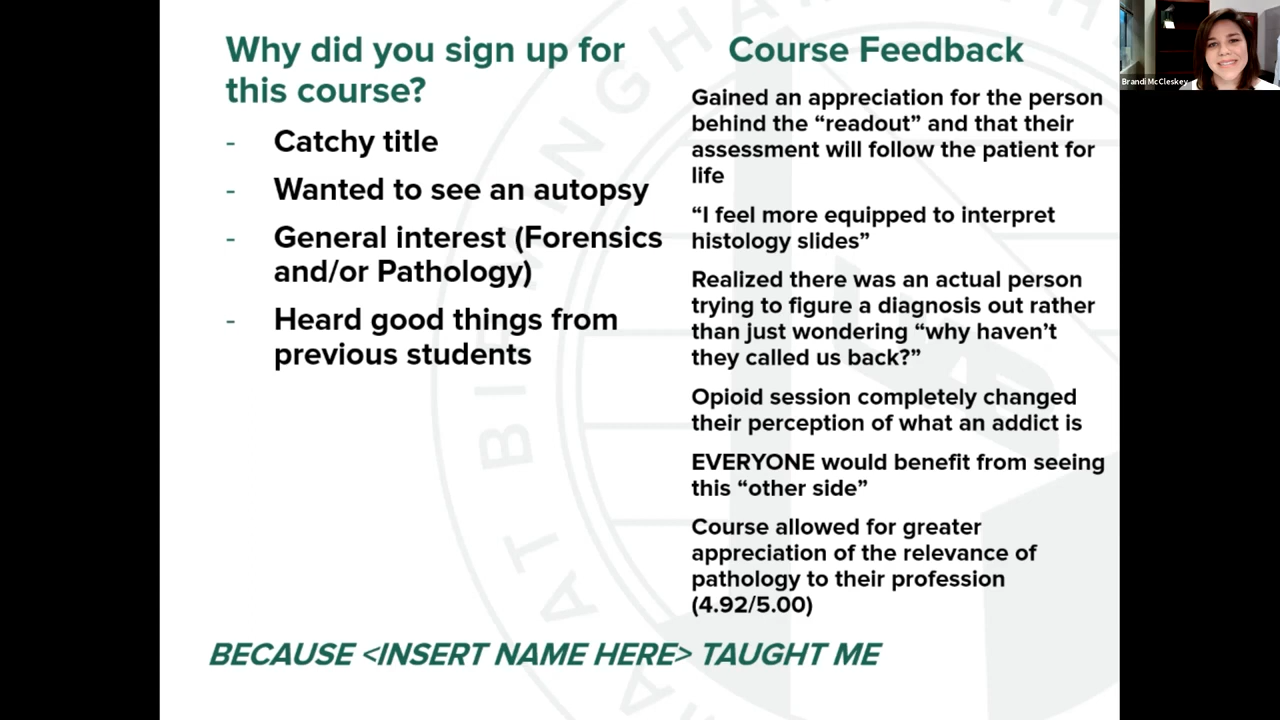 Why did you sign up for
this course?
- Catchy title
- Wanted to see an autopsy
- General interest (Forensics
and/or Pathology)
- Heard good things from
previous students
Course Feedback
Gained an appreciation for the person
behind the “readout” and that their
assessment will follow the patient for
life
“I feel more equipped to interpret
histology slides”
Realized there was an actual person
trying to figure a diagnosis out rather
than just wondering “why haven’t
they called us back?”
Opioid session completely changed
their perception of what an addict is
EVERYONE would benefit from seeing
this “other side”
Course allowed for greater
appreciation of the relevance of
pathology to their profession
(4.92/5.00)
BECAUSE <INSERT NAME HERE> TAUGHT ME
Brandi McCleskey